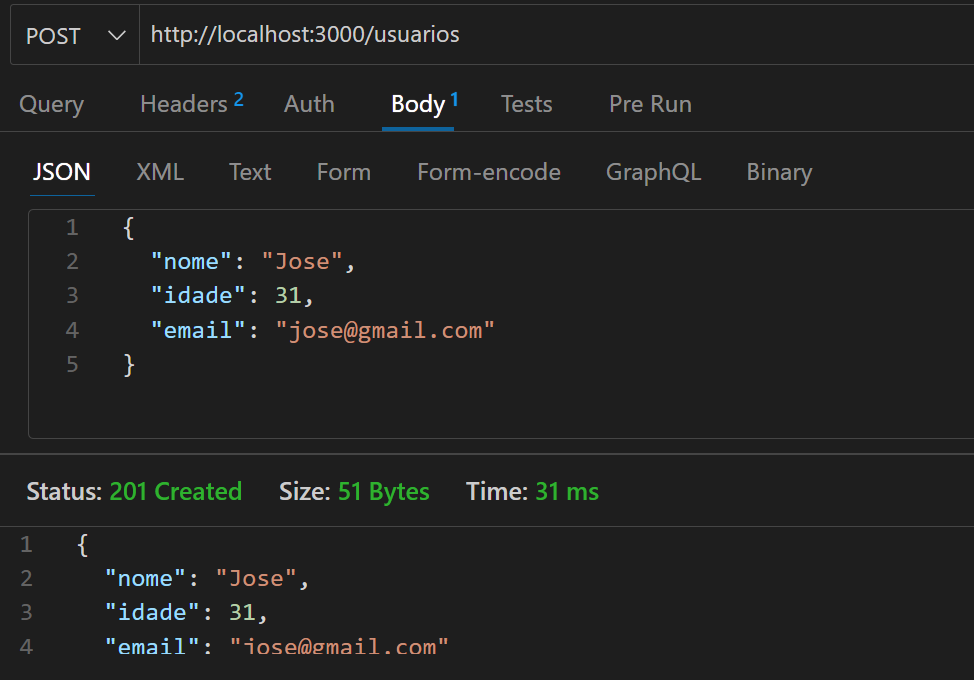 POST http://localhost:3000/usuarios
Query Headers 2 Auth Body 1 Tests Pre Run
JSON XML Text Form Form-encode GraphQL Binary
1 {
2 "nome": "Jose",
3 "idade": 31,
4 "email": "jose@gmail.com"
5 }
Status: 201 Created Size: 51 Bytes Time: 31 ms
1 {
2 "nome": "Jose",
3 "idade": 31,
4 "email": "jose@gmail.com"